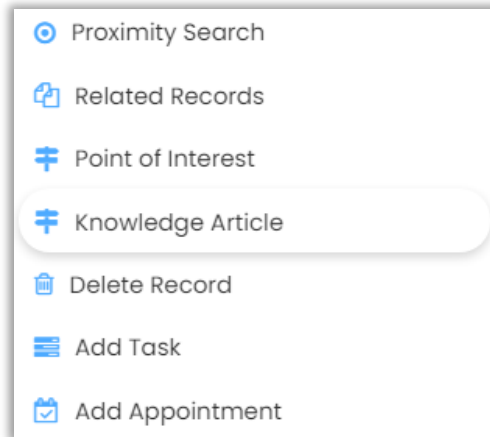 Proximity Search
Related Records
Point of Interest
Knowledge Article
Delete Record
Add Task
Add Appointment